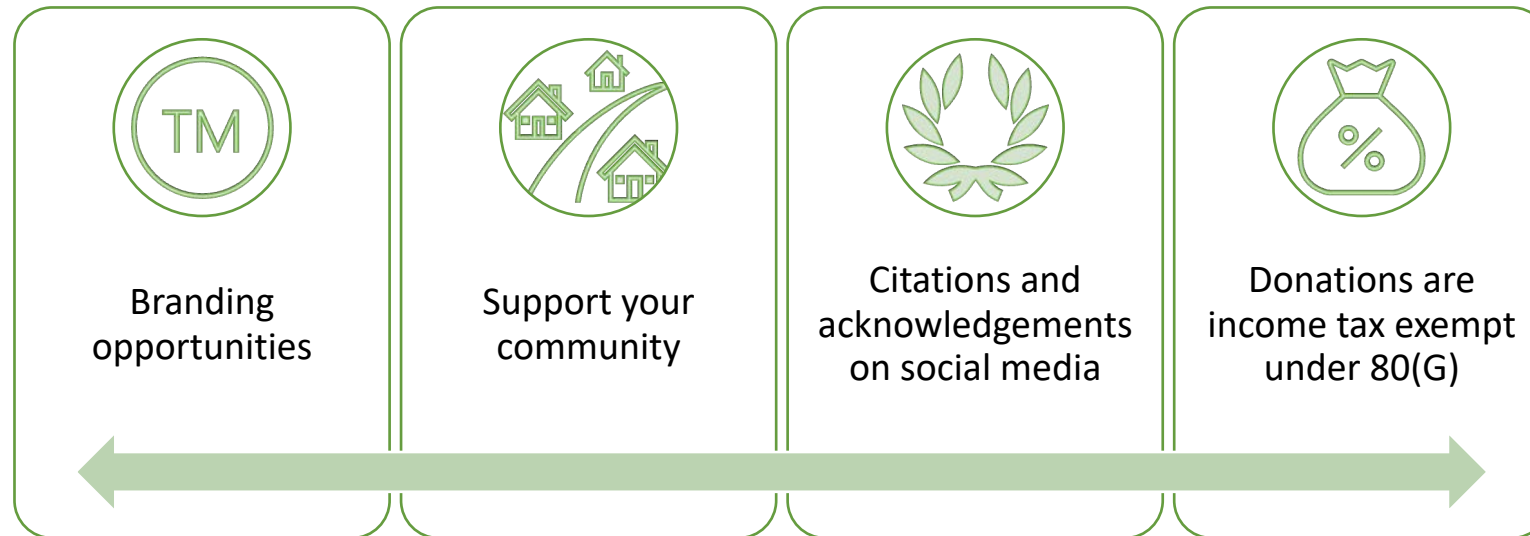 TM
Branding
opportunities
Support your
community
Citations and
acknowledgements
on social media
%
Donations are
income tax exempt
under 80(G)